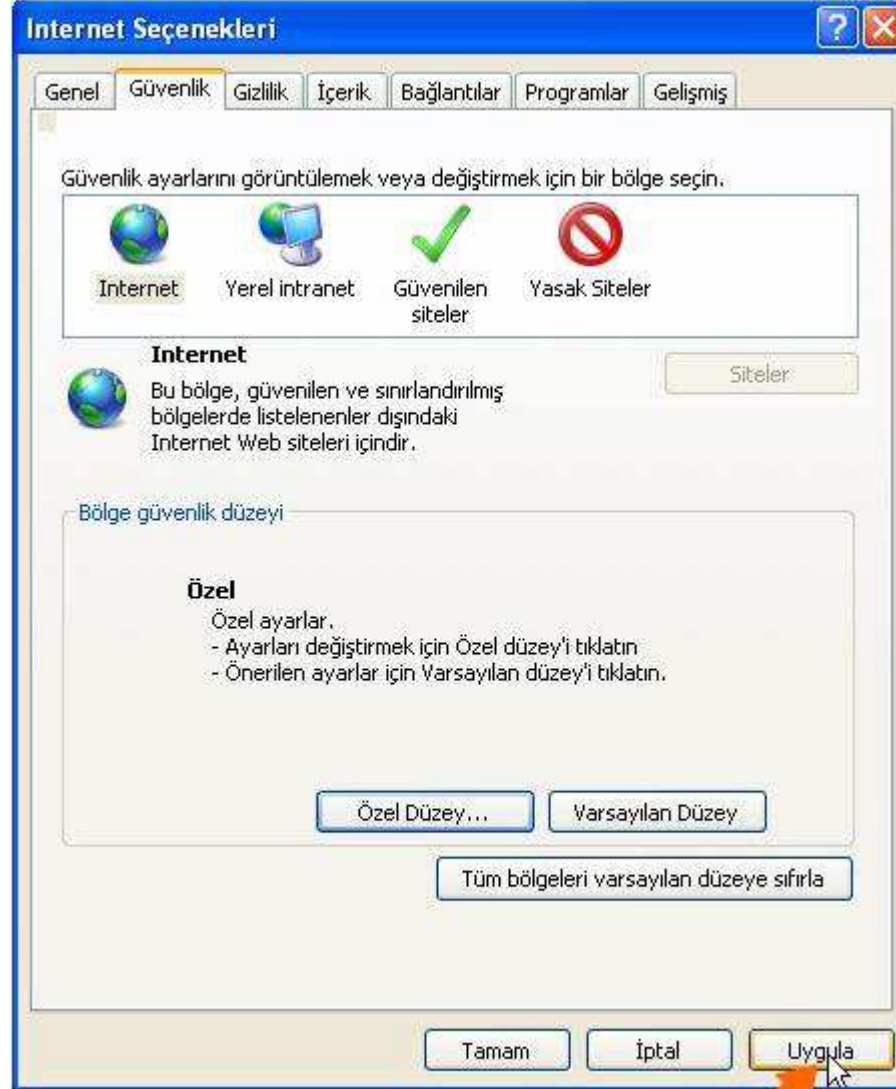 Internet Seçenekleri
Genel Güvenlik Gizlilik İçerik Bağlantılar Programlar Gelişmiş
Güvenlik ayarlarını görüntülemek veya değiştirmek için bir bölge seçin.
Internet Yerel intranet Güvenilen siteler Yasak Siteler
Internet
Siteler
Bu bölge, güvenilen ve sınırlandırılmış
bölgelerde listelenenler dışındaki
Internet Web siteleri içindir.
Bölge güvenlik düzeyi
Özel
Özel ayarlar.
- Ayarları değiştirmek için Özel düzey'i tıklatın
- Önerilen ayarlar için Varsayılan düzey'i tıklatın.
Özel Düzey... Varsayılan Düzey
Tüm bölgeleri varsayılan düzeye sıfırla
Tamam İptal Uygula